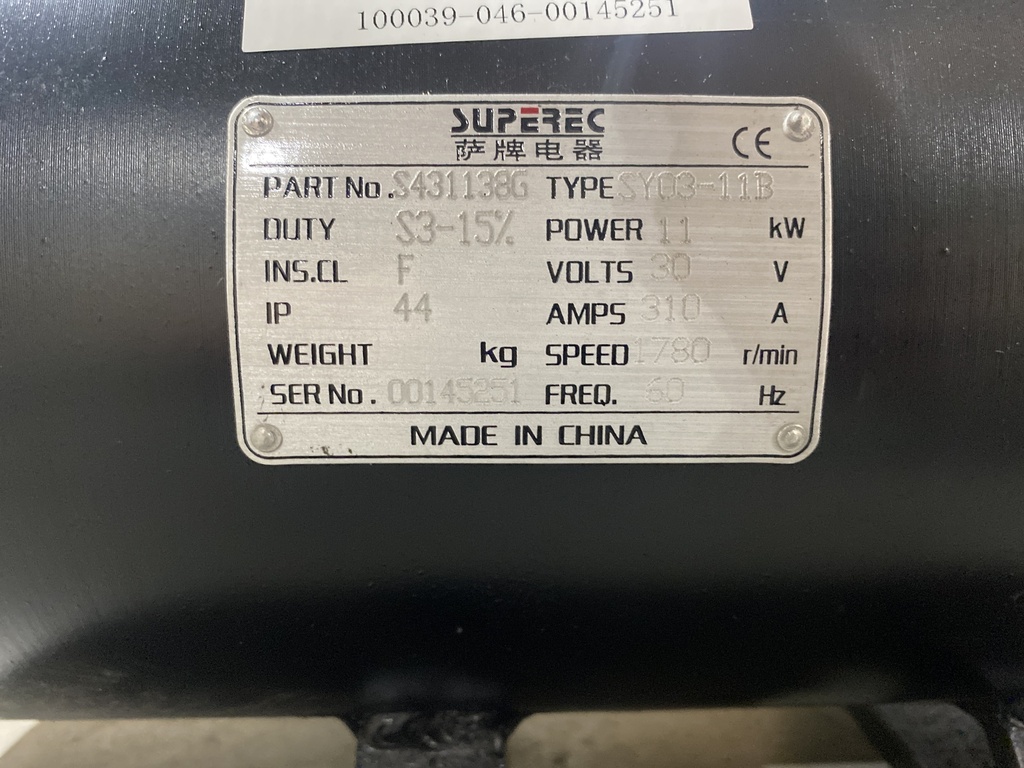 100039-046-00145251
SUPEREC
萨牌电器
CE
PART No. S431138G TYPE SY03-11B
DUTY S3-15% POWER 11 kW
INS.CL F VOLTS 30 V
IP 44 AMPS 310 A
WEIGHT kg SPEED 1780 r/min
SER No. 00145251 FREQ. 60 Hz
MADE IN CHINA